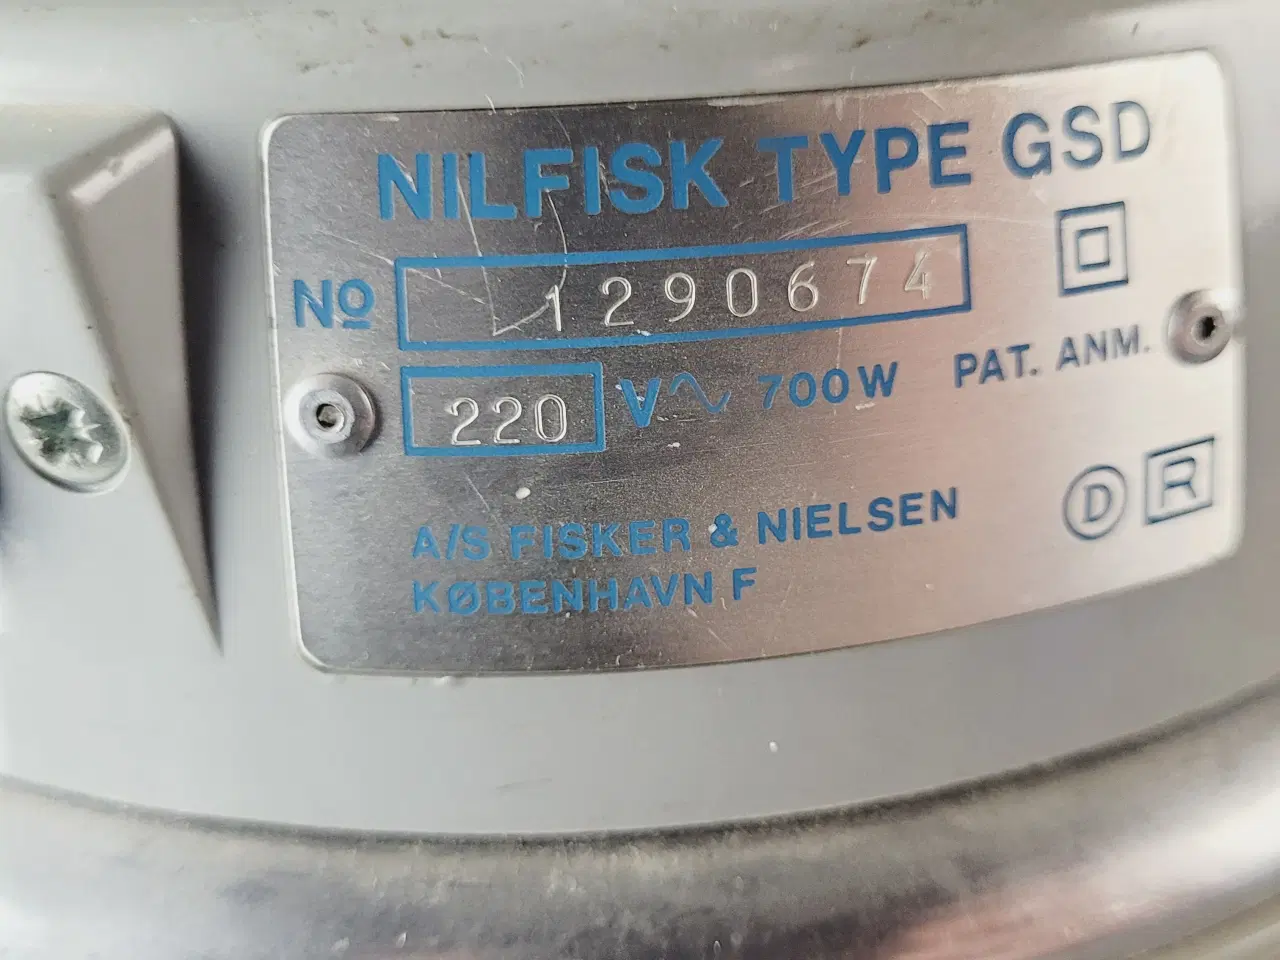 NILFISK TYPE GSD
Nº 1290674
220 V~ 700W PAT. ANM.
A/S FISKER & NIELSEN
KØBENHAVN F
D R